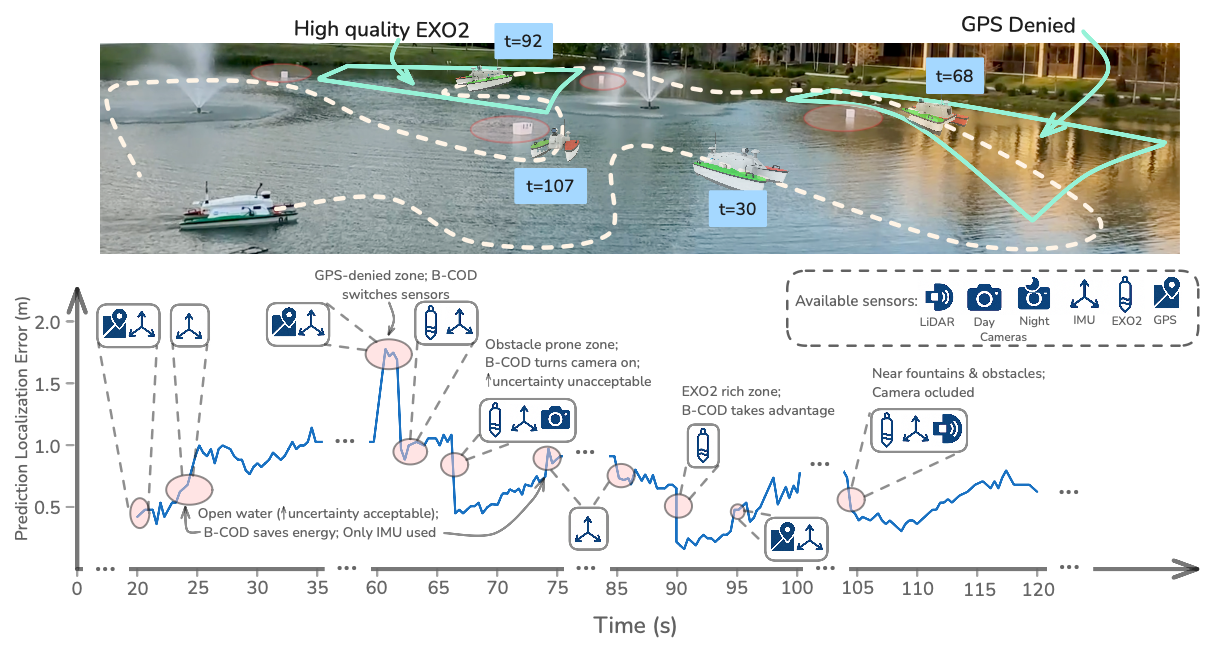 High quality EXO2
t=92
GPS Denied
t=68
t=107
t=30
GPS-denied zone; B-COD
switches sensors
Available sensors:
LiDAR
Day
Night
Cameras
IMU
EXO2
GPS
Obstacle prone zone;
B-COD turns camera on;
↑uncertainty unacceptable
EXO2 rich zone;
B-COD takes advantage
Near fountains & obstacles;
Camera ocluded
Open water (↑uncertainty acceptable);
B-COD saves energy; Only IMU used
Prediction Localization Error (m)
2.0
1.5
1.0
0.5
0 ... 20 25 30 35 ... 60 65 70 75 ... 85 90 95 100 ... 105 110 115 120 ...
Time (s)